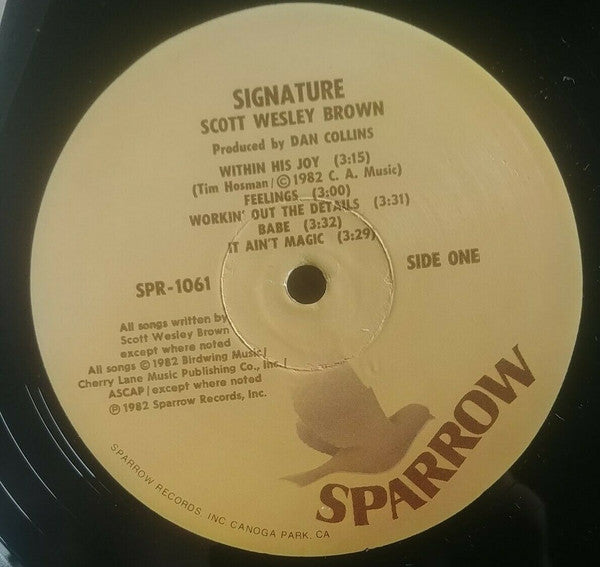 SIGNATURE
SCOTT WESLEY BROWN
Produced by DAN COLLINS
WITHIN HIS JOY (3:15)
(Tim Hosman/©1982 C. A. Music)
FEELINGS (3:00)
WORKIN' OUT THE DETAILS (3:31)
BABE (3:32)
IT AIN'T MAGIC (3:29)
SPR-1061
SIDE ONE
All songs written by
Scott Wesley Brown
except where noted
All songs ©1982 Birdwing Music/
Cherry Lane Music Publishing Co., Inc./
ASCAP/except where noted
℗1982 Sparrow Records, Inc.
SPARROW
SPARROW RECORDS, INC. CANOGA PARK, CA